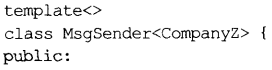 template<>
class MsgSender<CompanyZ> {
public: